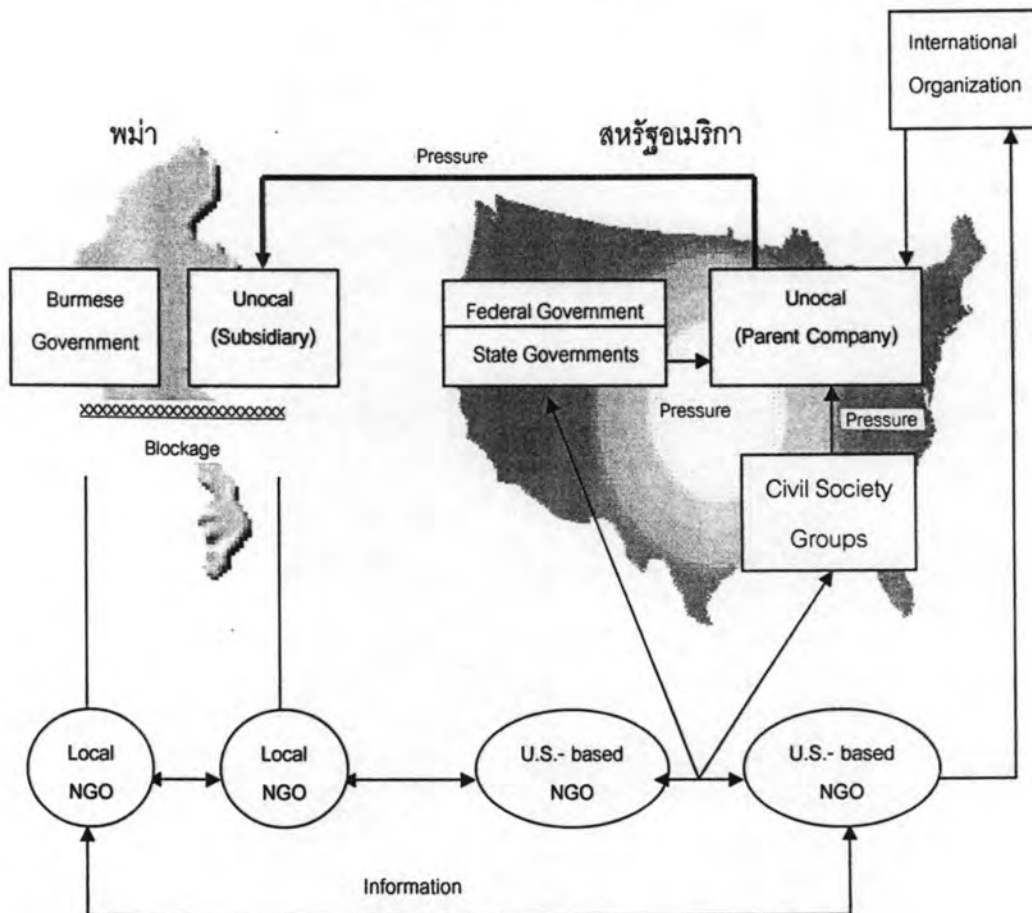 International
Organization
พม่า
สหรัฐอเมริกา
Pressure
Burmese
Government
Unocal
(Subsidiary)
Federal Government
State Governments
Unocal
(Parent Company)
Pressure
Pressure
Blockage
Civil Society
Groups
Local
NGO
Local
NGO
U.S.- based
NGO
U.S.- based
NGO
Information